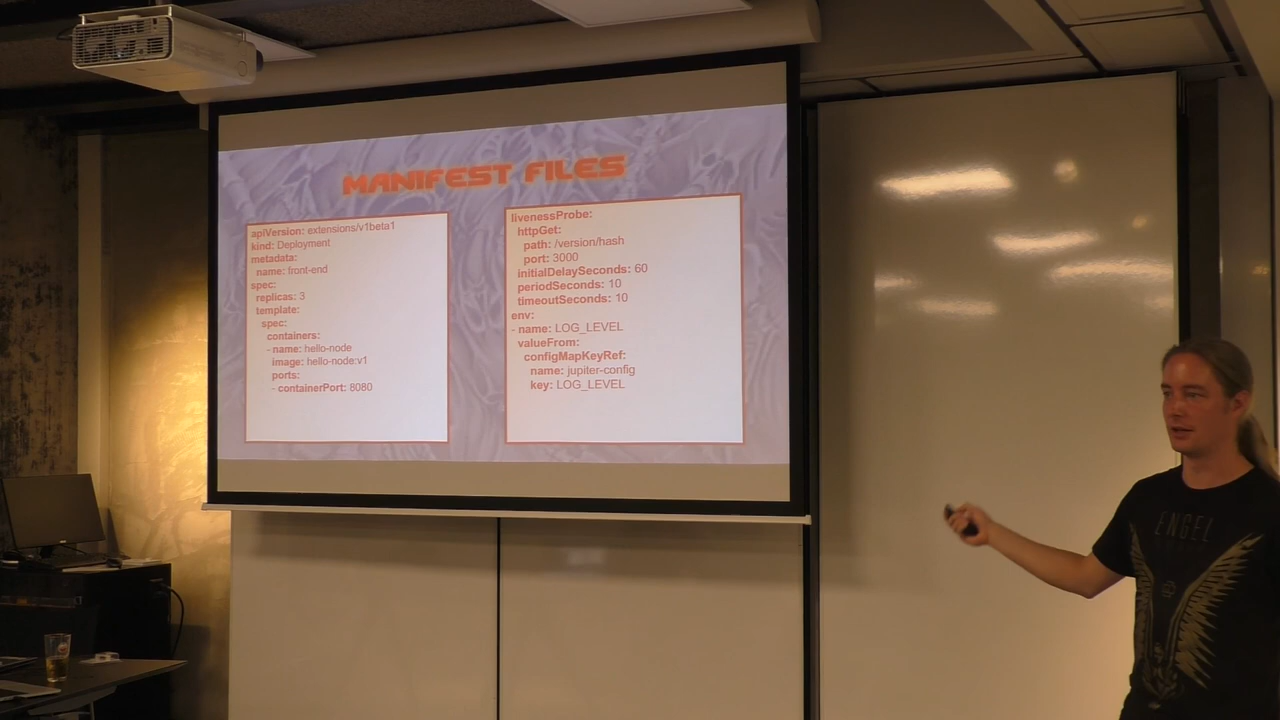 MANIFEST FILES
apiVersion: extensions/v1beta1
kind: Deployment
metadata:
name: front-end
spec:
replicas: 3
template:
spec:
containers:
- name: hello-node
image: hello-node:v1
ports:
- containerPort: 8080
livenessProbe:
httpGet:
path: /version/hash
port: 3000
initialDelaySeconds: 60
periodSeconds: 10
timeoutSeconds: 10
env:
- name: LOG_LEVEL
valueFrom:
configMapKeyRef:
name: jupiter-config
key: LOG_LEVEL
ENGEL